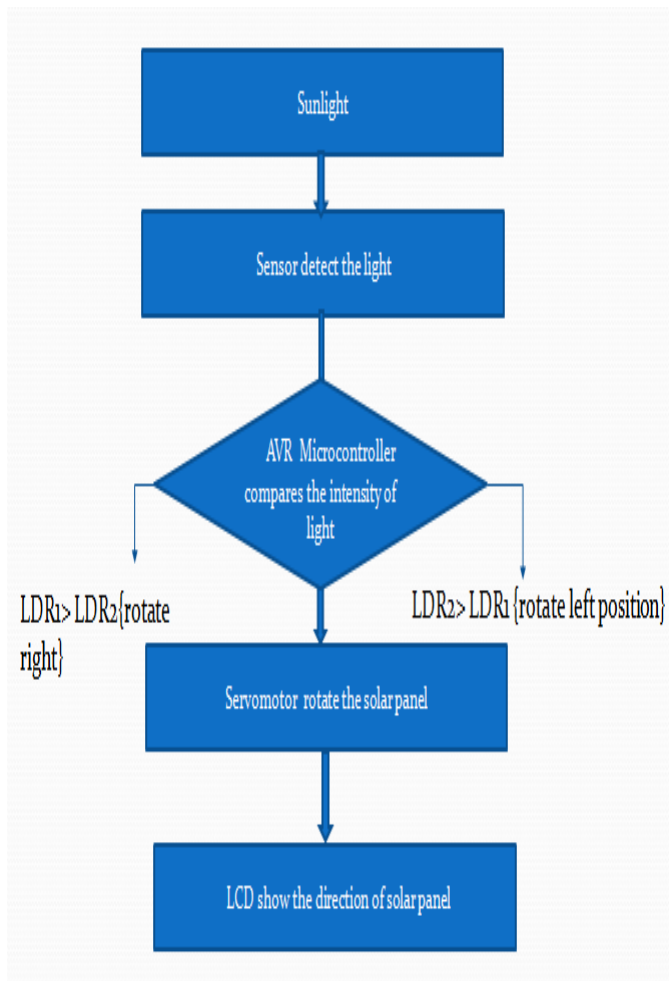 Sunlight
Sensor detect the light
AVR Microcontroller
compares the intensity of
light
LDR1> LDR2{rotate
right}
LDR2> LDR1 {rotate left position}
Servomotor rotate the solar panel
LCD show the direction of solar panel